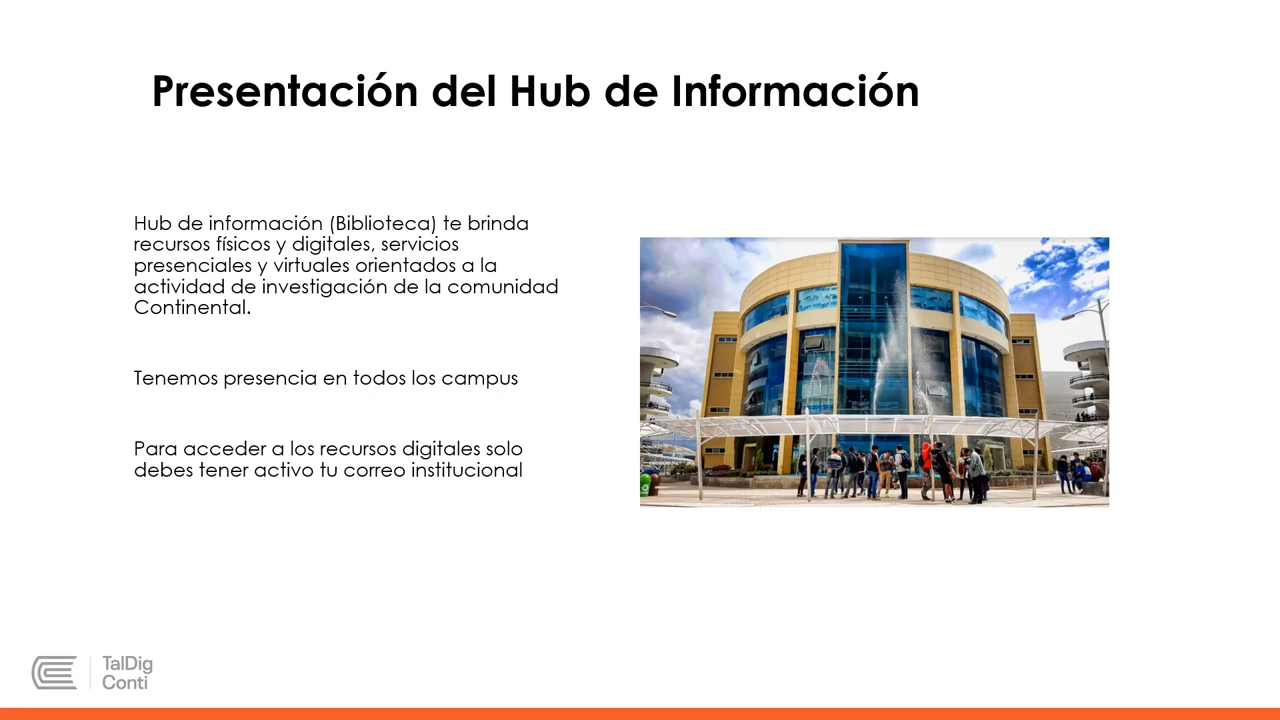 Presentación del Hub de Información
Hub de información (Biblioteca) te brinda
recursos físicos y digitales, servicios
presenciales y virtuales orientados a la
actividad de investigación de la comunidad
Continental.
Tenemos presencia en todos los campus
Para acceder a los recursos digitales solo
debes tener activo tu correo institucional
TalDig
Conti